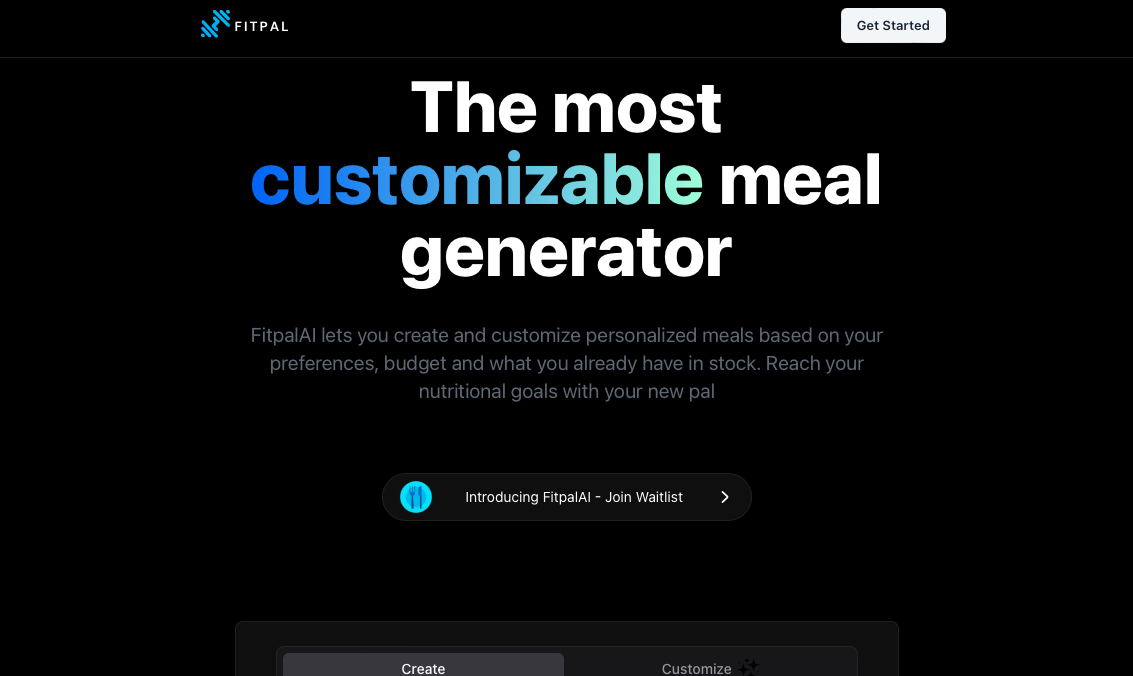 FITPAL
Get Started
The most
customizable meal
generator
FitpalAI lets you create and customize personalized meals based on your
preferences, budget and what you already have in stock. Reach your
nutritional goals with your new pal
Introducing FitpalAI - Join Waitlist
Create
Customize